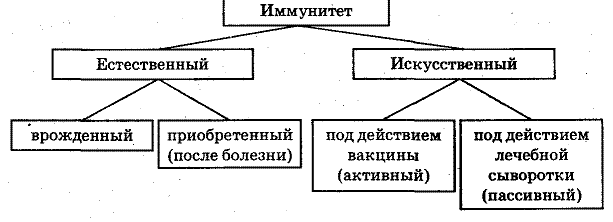 Иммунитет
Естественный
Искусственный
врожденный
приобретенный
(после болезни)
под действием
вакцины
(активный)
под действием
лечебной
сыворотки
(пассивный)